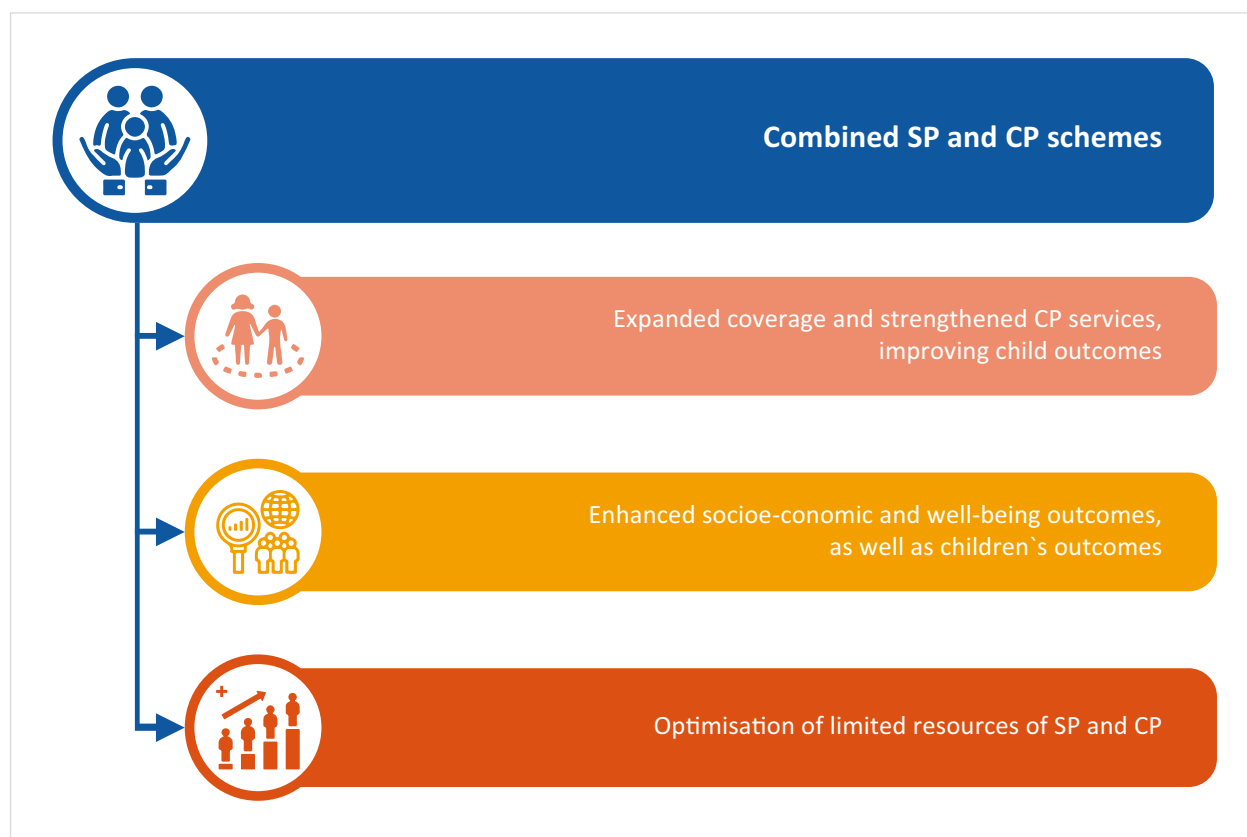 Combined SP and CP schemes
Expanded coverage and strengthened CP services,
improving child outcomes
Enhanced socioe-conomic and well-being outcomes,
as well as children`s outcomes
Optimisation of limited resources of SP and CP